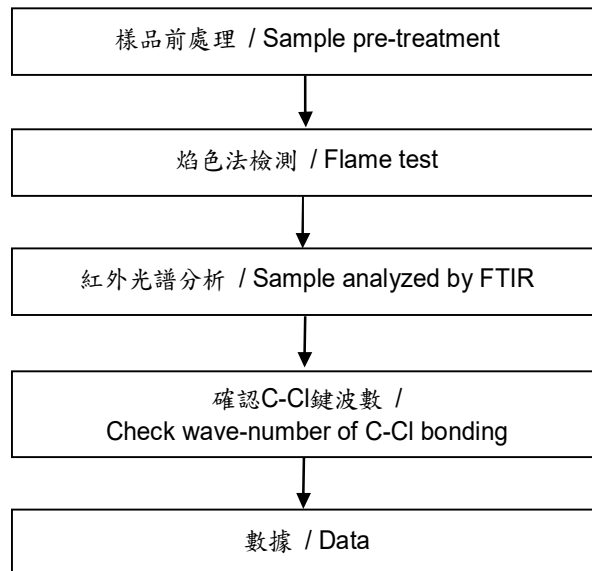 樣品前處理 / Sample pre-treatment
焰色法檢測 / Flame test
紅外光譜分析 / Sample analyzed by FTIR
確認C-Cl鍵波數 /
Check wave-number of C-Cl bonding
數據 / Data